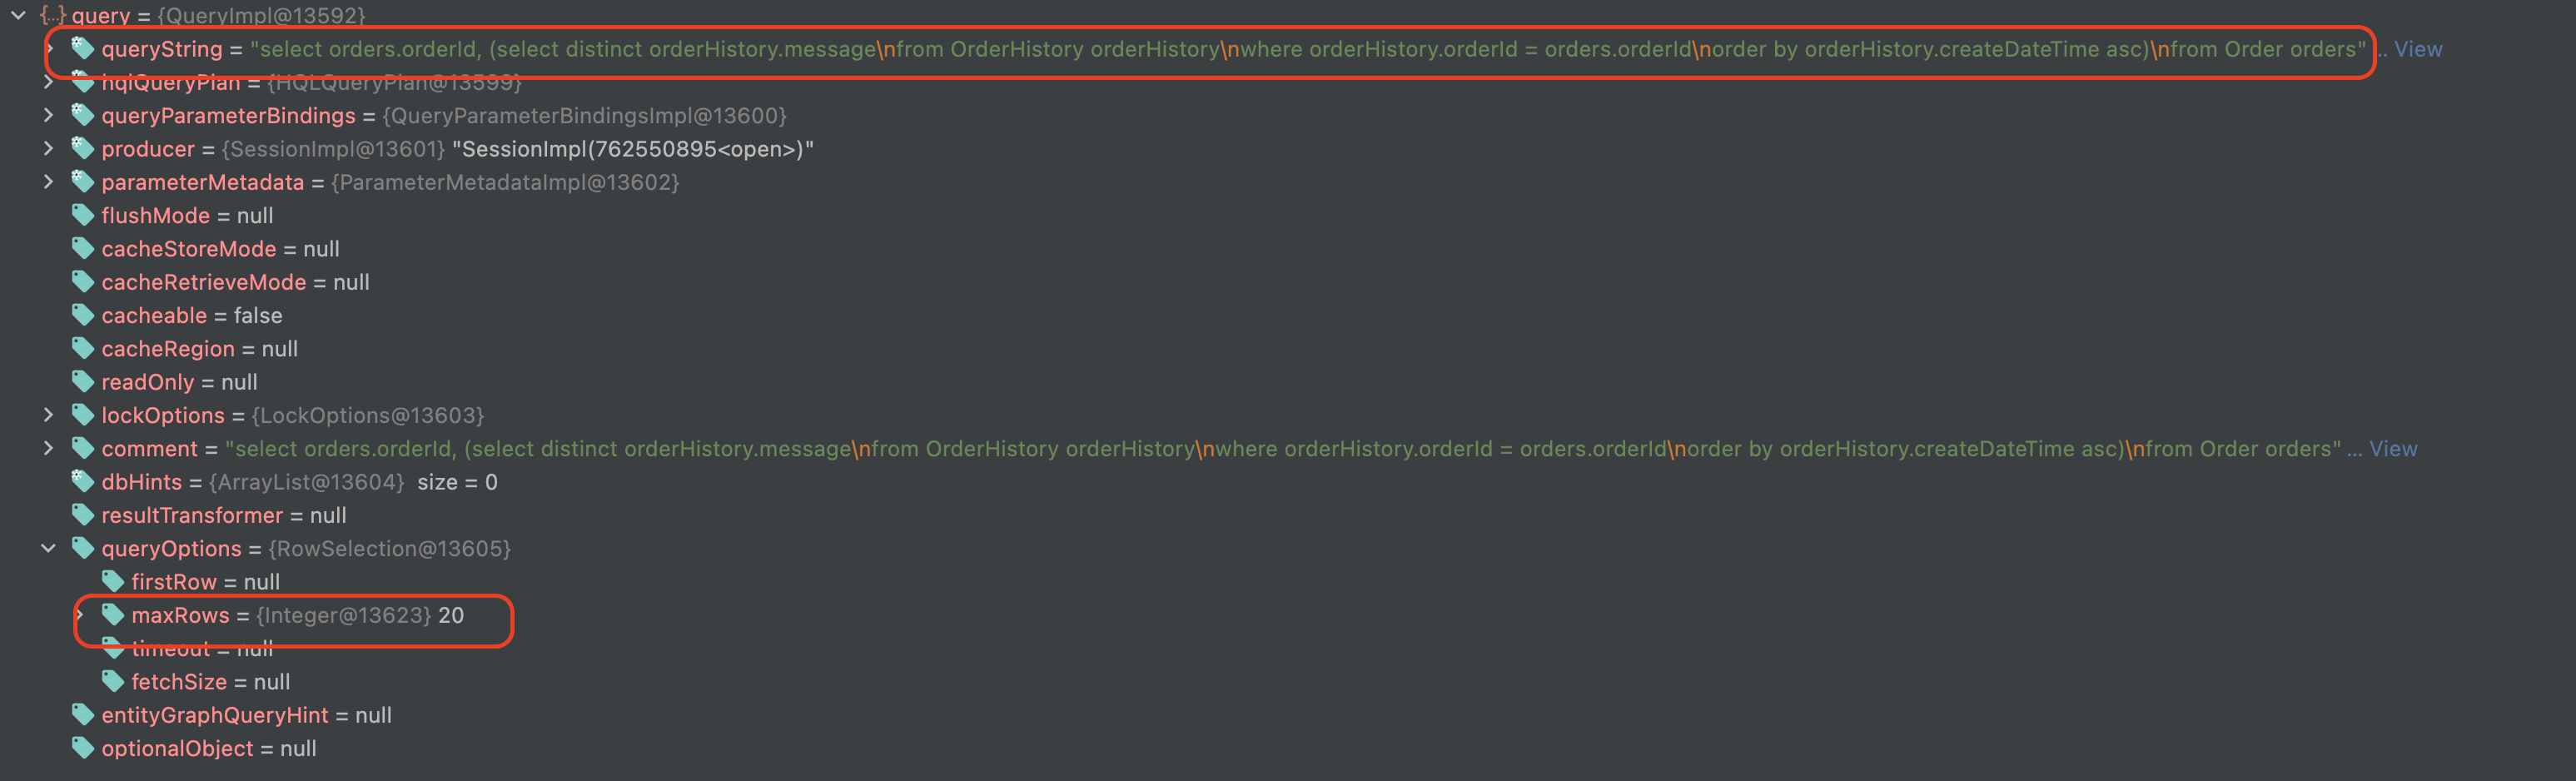 query = {QueryImpl@13592}
queryString = "select orders.orderId, (select distinct orderHistory.message\nfrom OrderHistory orderHistory\nwhere orderHistory.orderId = orders.orderId\norder by orderHistory.createDateTime asc)\nfrom Order orders" .. View
hqlQueryPlan = {HQLQueryPlan@13599}
queryParameterBindings = {QueryParameterBindingsImpl@13600}
producer = {SessionImpl@13601} "SessionImpl(762550895<open>)"
parameterMetadata = {ParameterMetadataImpl@13602}
flushMode = null
cacheStoreMode = null
cacheRetrieveMode = null
cacheable = false
cacheRegion = null
readOnly = null
lockOptions = {LockOptions@13603}
comment = "select orders.orderId, (select distinct orderHistory.message\nfrom OrderHistory orderHistory\nwhere orderHistory.orderId = orders.orderId\norder by orderHistory.createDateTime asc)\nfrom Order orders" ... View
dbHints = {ArrayList@13604} size = 0
resultTransformer = null
queryOptions = {RowSelection@13605}
firstRow = null
maxRows = {Integer@13623} 20
timeout = null
fetchSize = null
entityGraphQueryHint = null
optionalObject = null